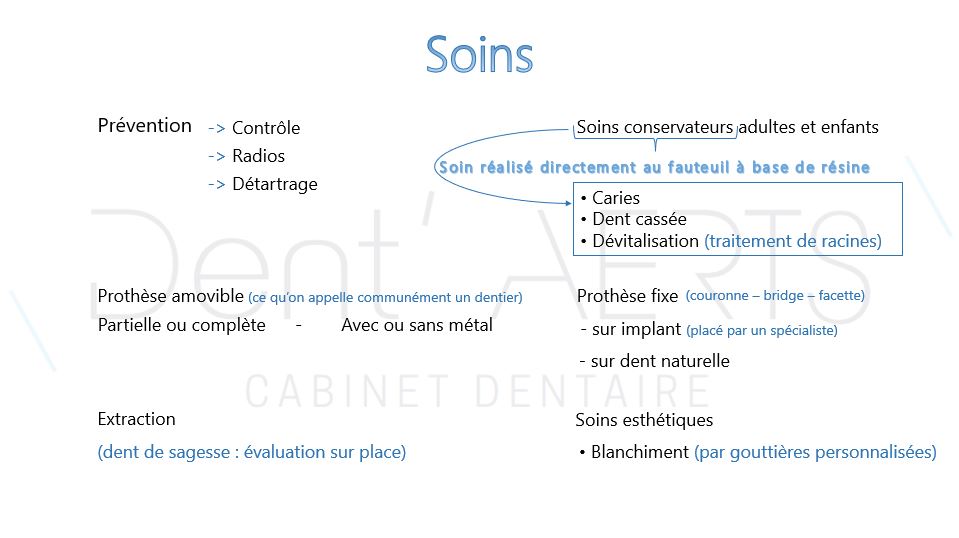 Soins
Prévention -> Contrôle
-> Radios
-> Détartrage
Soins conservateurs adultes et enfants
Soin réalisé directement au fauteuil à base de résine
• Caries
• Dent cassée
• Dévitalisation (traitement de racines)
Dent'AERTS
Prothèse amovible (ce qu'on appelle communément un dentier)
Partielle ou complète - Avec ou sans métal
Prothèse fixe (couronne – bridge – facette)
- sur implant (placé par un spécialiste)
- sur dent naturelle
CABINET DENTAIRE
Extraction
(dent de sagesse : évaluation sur place)
Soins esthétiques
• Blanchiment (par gouttières personnalisées)